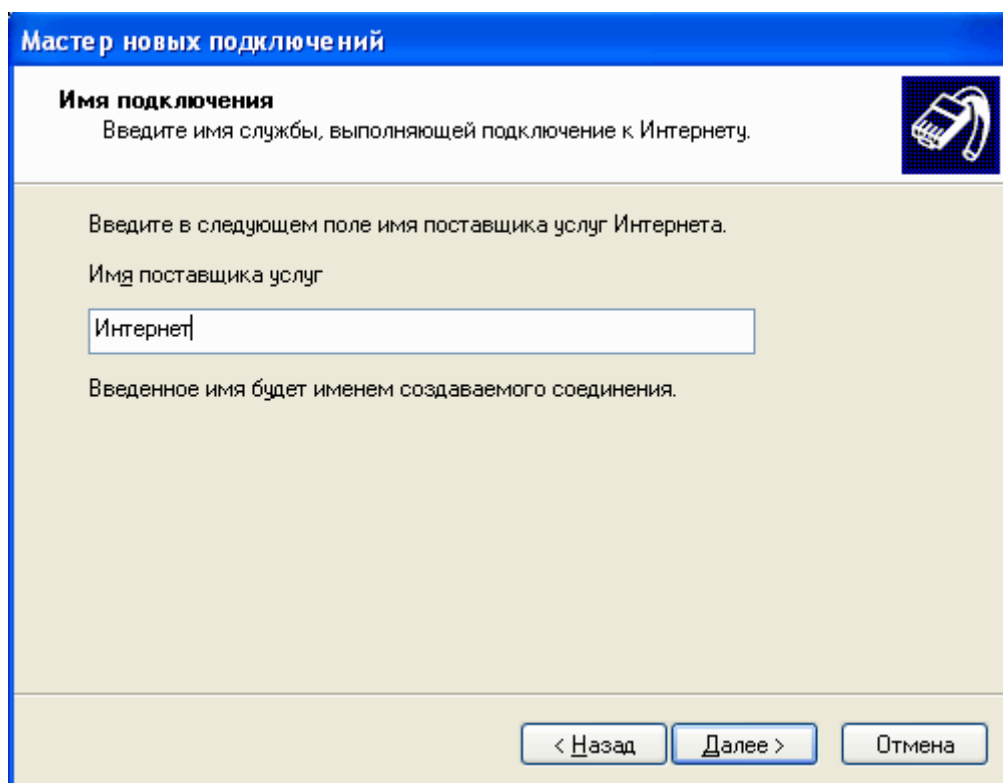 Мастер новых подключений
Имя подключения
Введите имя службы, выполняющей подключение к Интернету.
Введите в следующем поле имя поставщика услуг Интернета.
Имя поставщика услуг
Интернет
Введенное имя будет именем создаваемого соединения.
< Назад Далее > Отмена